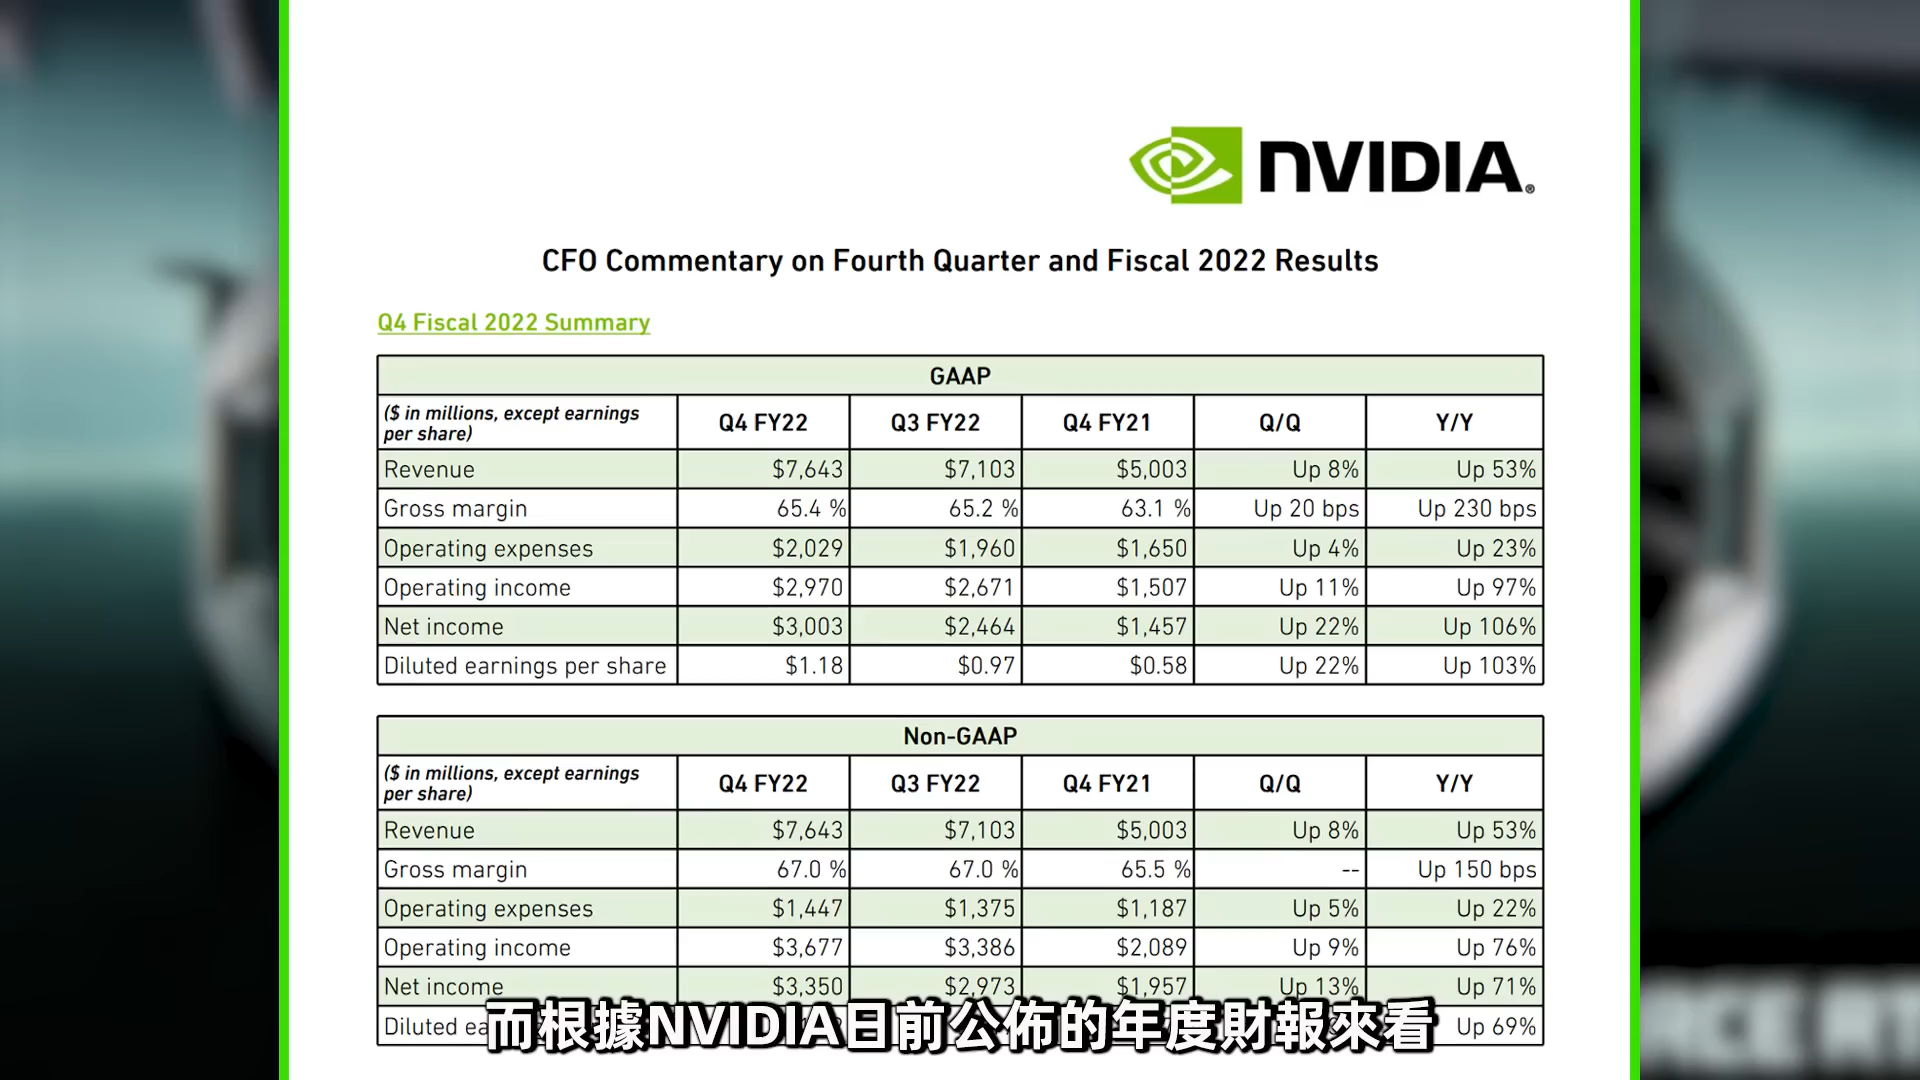 NVIDIA
CFO Commentary on Fourth Quarter and Fiscal 2022 Results
Q4 Fiscal 2022 Summary
GAAP
($ in millions, except earnings per share) Q4 FY22 Q3 FY22 Q4 FY21 Q/Q Y/Y
Revenue $7,643 $7,103 $5,003 Up 8% Up 53%
Gross margin 65.4 % 65.2 % 63.1 % Up 20 bps Up 230 bps
Operating expenses $2,029 $1,960 $1,650 Up 4% Up 23%
Operating income $2,970 $2,671 $1,507 Up 11% Up 97%
Net income $3,003 $2,464 $1,457 Up 22% Up 106%
Diluted earnings per share $1.18 $0.97 $0.58 Up 22% Up 103%
Non-GAAP
($ in millions, except earnings per share) Q4 FY22 Q3 FY22 Q4 FY21 Q/Q Y/Y
Revenue $7,643 $7,103 $5,003 Up 8% Up 53%
Gross margin 67.0 % 67.0 % 65.5 % -- Up 150 bps
Operating expenses $1,447 $1,375 $1,187 Up 5% Up 22%
Operating income $3,677 $3,386 $2,089 Up 9% Up 76%
Net income $3,350 $2,973 $1,957 Up 13% Up 71%
Diluted Up 69%
而根據NVIDIA日前公佈的年度財報來看